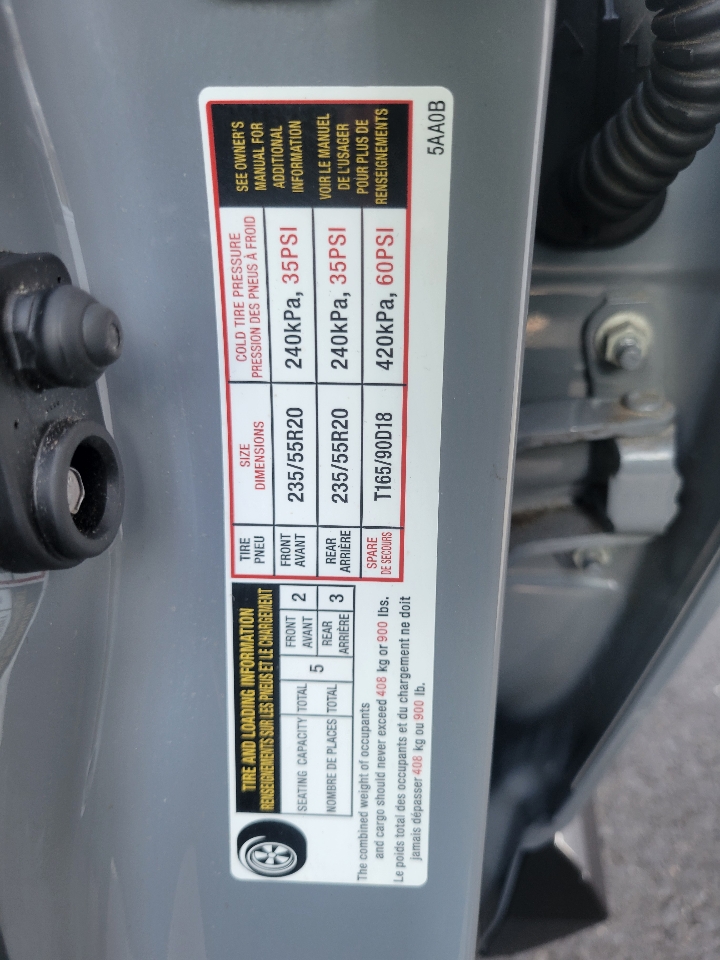 TIRE AND LOADING INFORMATION
RENSEIGNEMENTS SUR LES PNEUS ET LE CHARGEMENT
SEATING CAPACITY TOTAL 5 FRONT AVANT 2
NOMBRE DE PLACES TOTAL REAR ARRIÈRE 3
The combined weight of occupants
and cargo should never exceed 408 kg or 900 lbs.
Le poids total des occupants et du chargement ne doit
jamais dépasser 408 kg ou 900 lb.
TIRE SIZE COLD TIRE PRESSURE
PNEU DIMENSIONS PRESSION DES PNEUS À FROID
FRONT AVANT 235/55R20 240kPa, 35PSI
REAR ARRIÈRE 235/55R20 240kPa, 35PSI
SPARE DE SECOURS T165/90D18 420kPa, 60PSI
SEE OWNER'S
MANUAL FOR
ADDITIONAL
INFORMATION
VOIR LE MANUEL
DE L'USAGER
POUR PLUS DE
RENSEIGNEMENTS
5AA0B